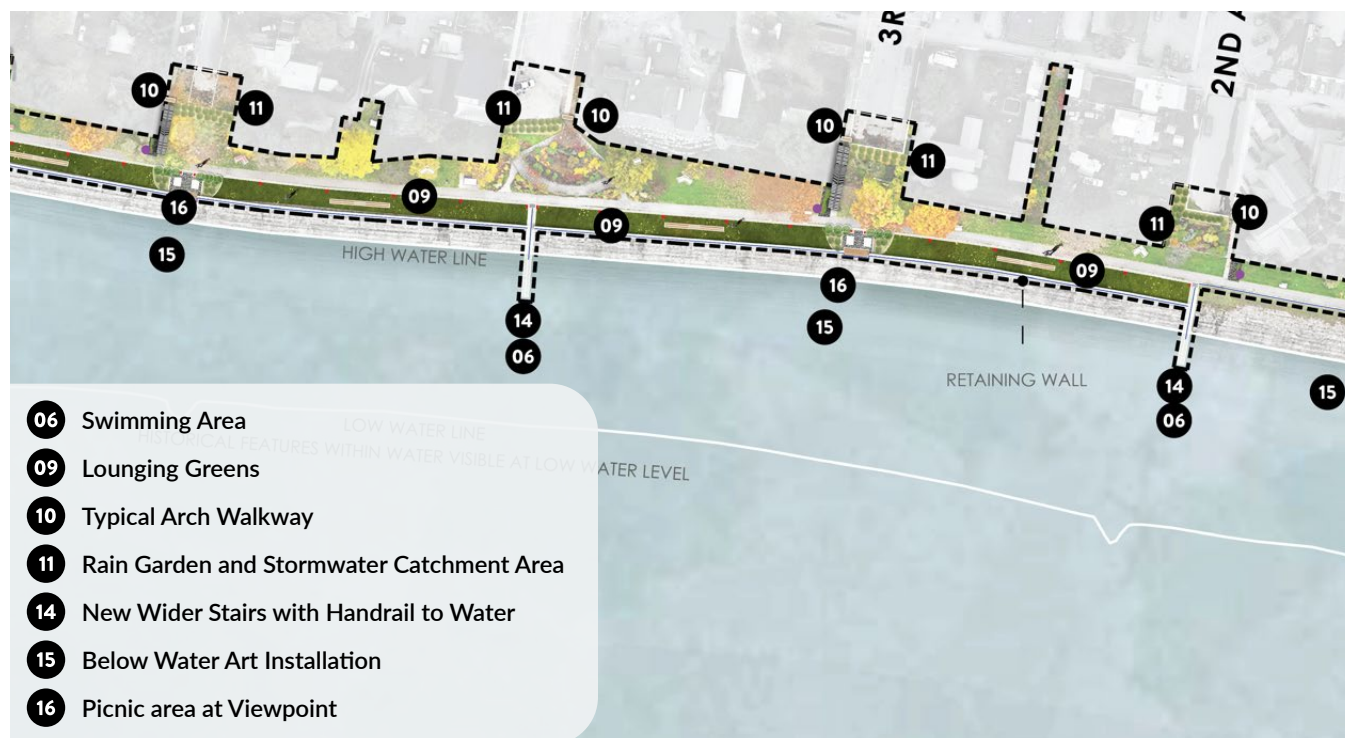 3R
2ND A
10
11
11
10
10
11
11
10
09
09
09
16
15
HIGH WATER LINE
16
15
14
06
RETAINING WALL
14
06
15
LOW WATER LINE
HISTORICAL FEATURES WITHIN WATER VISIBLE AT LOW WATER LEVEL
06 Swimming Area
09 Lounging Greens
10 Typical Arch Walkway
11 Rain Garden and Stormwater Catchment Area
14 New Wider Stairs with Handrail to Water
15 Below Water Art Installation
16 Picnic area at Viewpoint